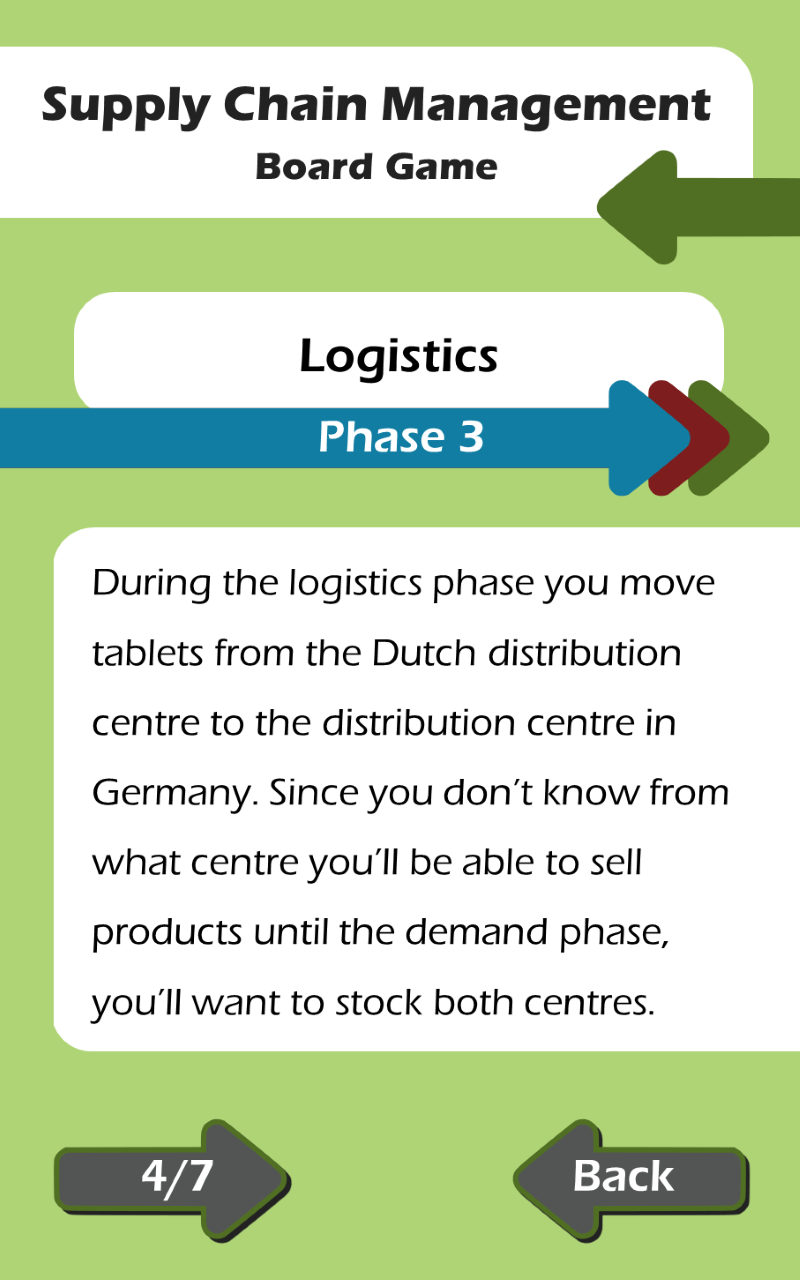 Supply Chain Management
Board Game
Logistics
Phase 3
During the logistics phase you move
tablets from the Dutch distribution
centre to the distribution centre in
Germany. Since you don’t know from
what centre you’ll be able to sell
products until the demand phase,
you’ll want to stock both centres.
4/7
Back